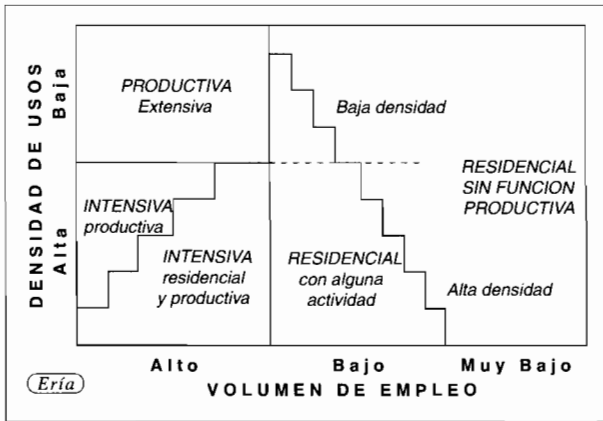 DENSIDAD DE USOS
Baja
Alta
PRODUCTIVA
Extensiva
Baja densidad
INTENSIVA
productiva
INTENSIVA
residencial
y productiva
RESIDENCIAL
con alguna
actividad
RESIDENCIAL
SIN FUNCION
PRODUCTIVA
Alta densidad
Alto
Bajo
Muy Bajo
VOLUMEN DE EMPLEO
Ería